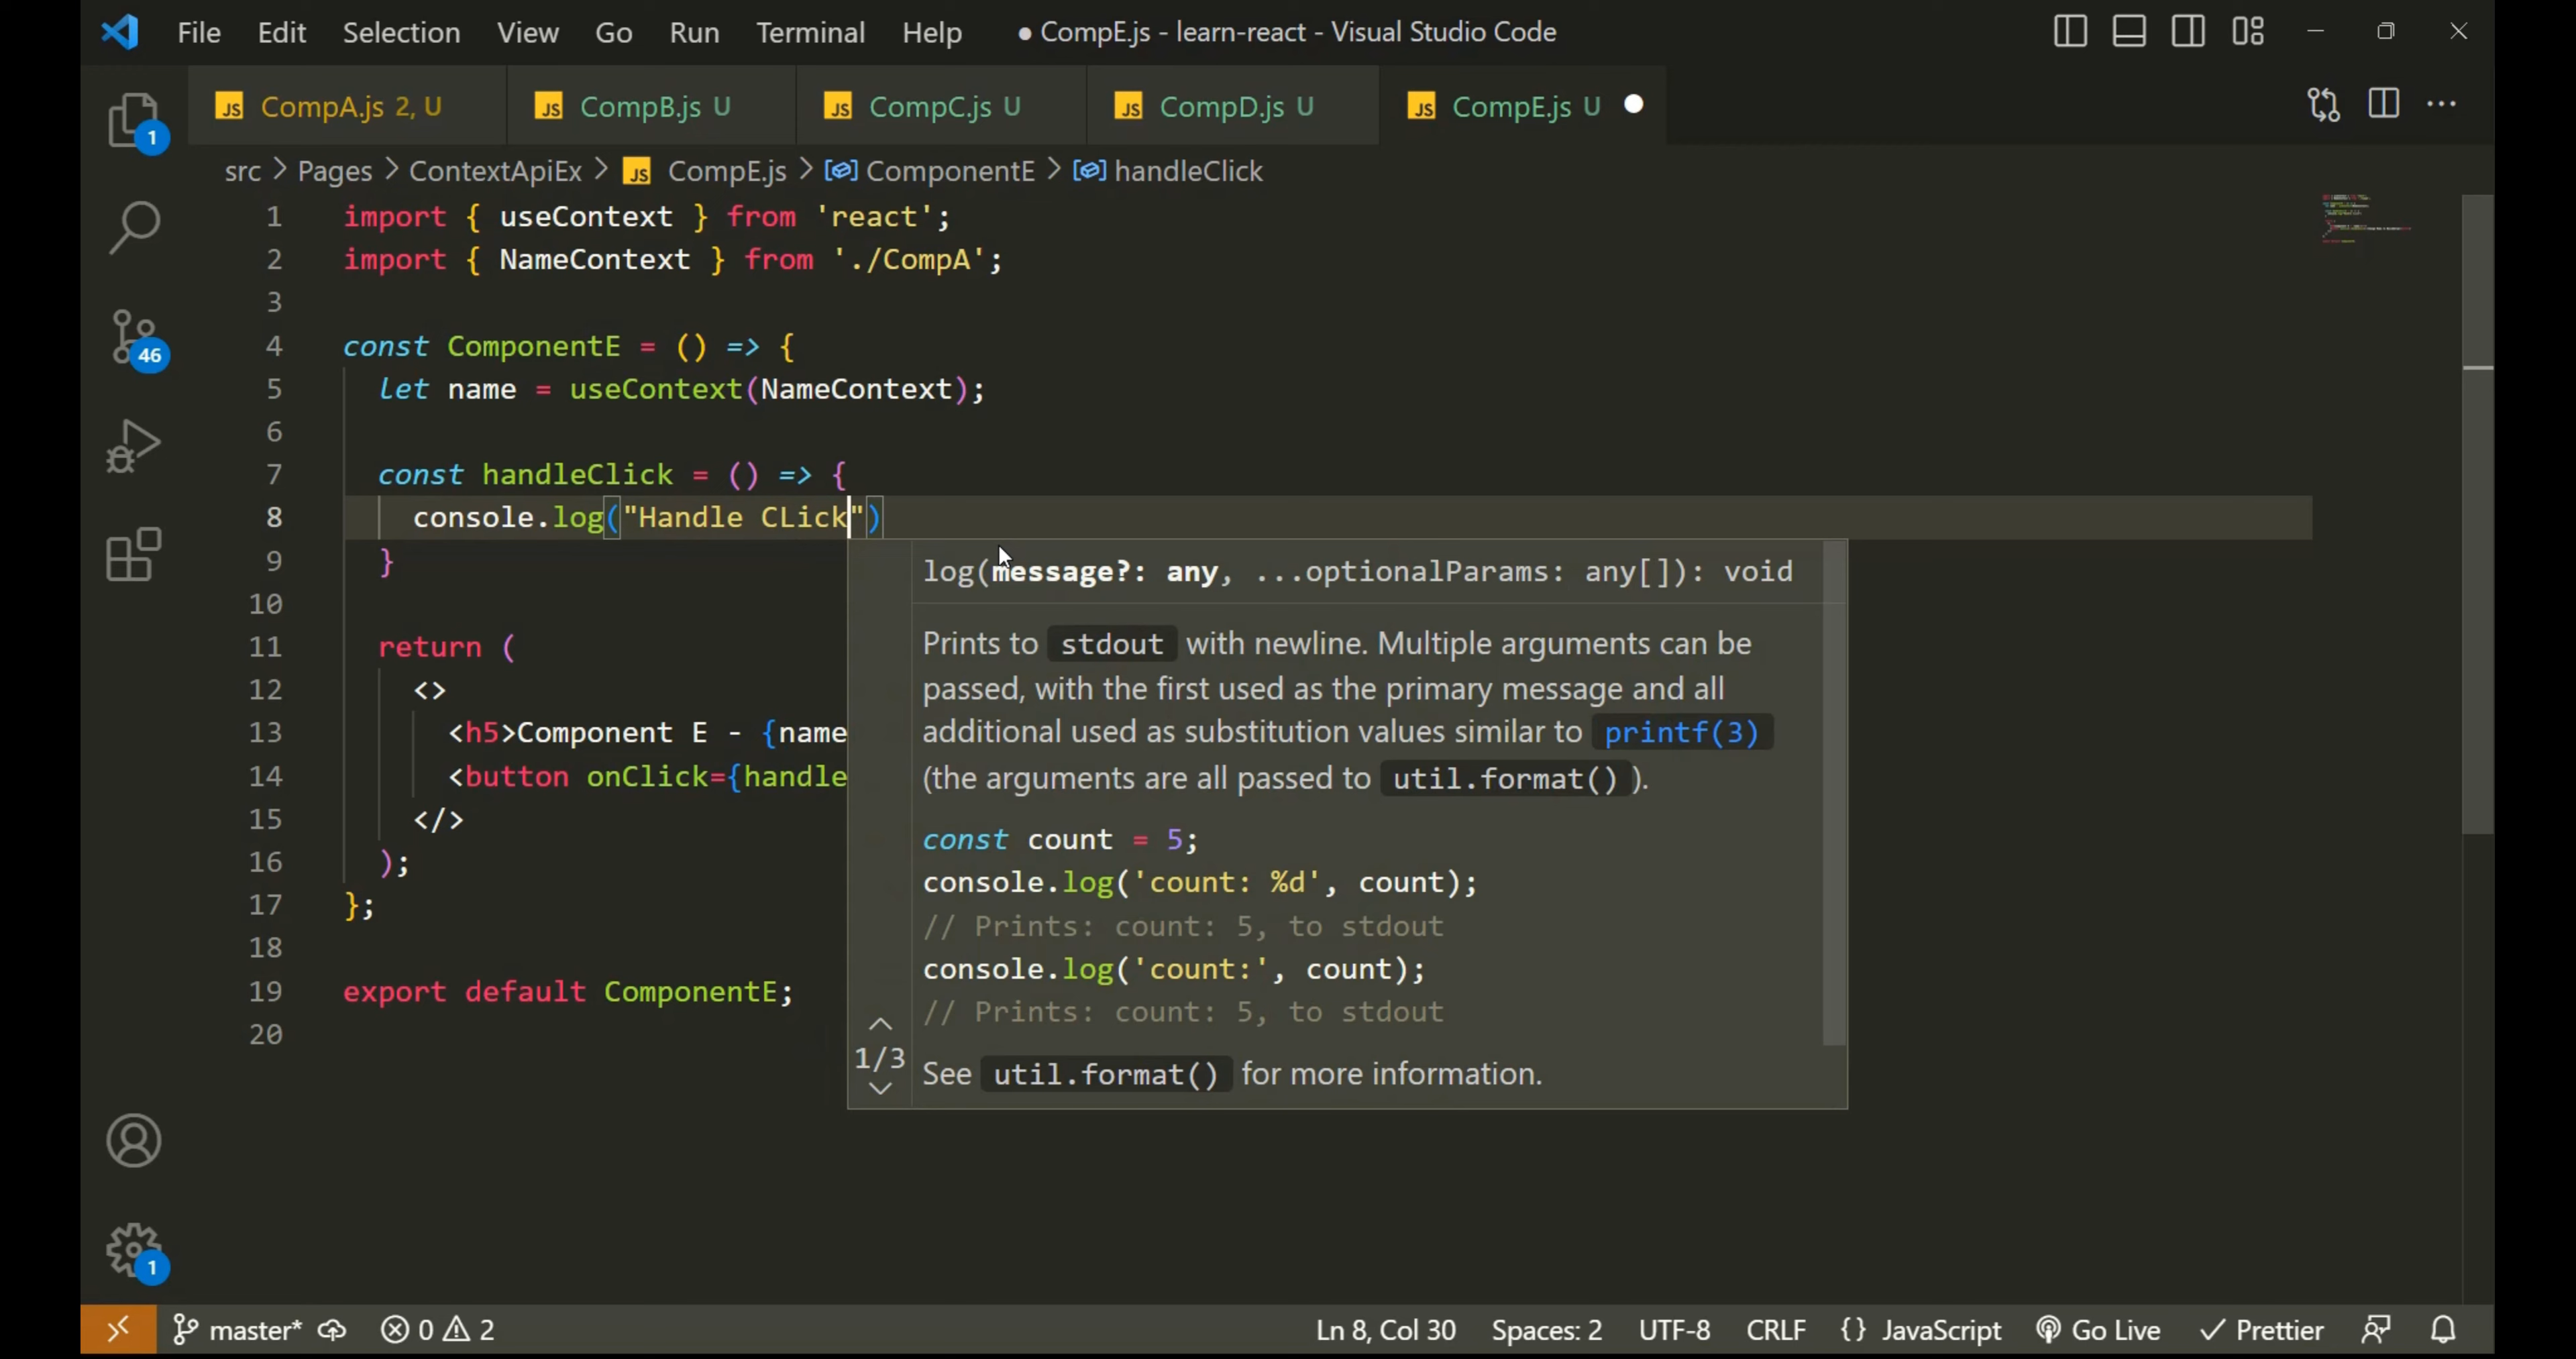 File Edit Selection View Go Run Terminal Help ● CompE.js - learn-react - Visual Studio Code
JS CompA.js 2, U JS CompB.js U JS CompC.js U JS CompD.js U JS CompE.js U
src > Pages > ContextApiEx > JS CompE.js > ComponentE > handleClick
1 import { useContext } from 'react';
2 import { NameContext } from './CompA';
3
4 const ComponentE = () => {
5 let name = useContext(NameContext);
6
7 const handleClick = () => {
8 console.log("Handle CLick")
9 }
10
11 return (
12 <>
13 <h5>Component E - {name
14 <button onClick={handle
15 </>
16 );
17 };
18
19 export default ComponentE;
20
log(message?: any, ...optionalParams: any[]): void
Prints to stdout with newline. Multiple arguments can be
passed, with the first used as the primary message and all
additional used as substitution values similar to printf(3)
(the arguments are all passed to util.format() ).
const count = 5;
console.log('count: %d', count);
// Prints: count: 5, to stdout
console.log('count:', count);
// Prints: count: 5, to stdout
1/3 See util.format() for more information.
1
46
1
master* 0 2 Ln 8, Col 30 Spaces: 2 UTF-8 CRLF {} JavaScript Go Live Prettier